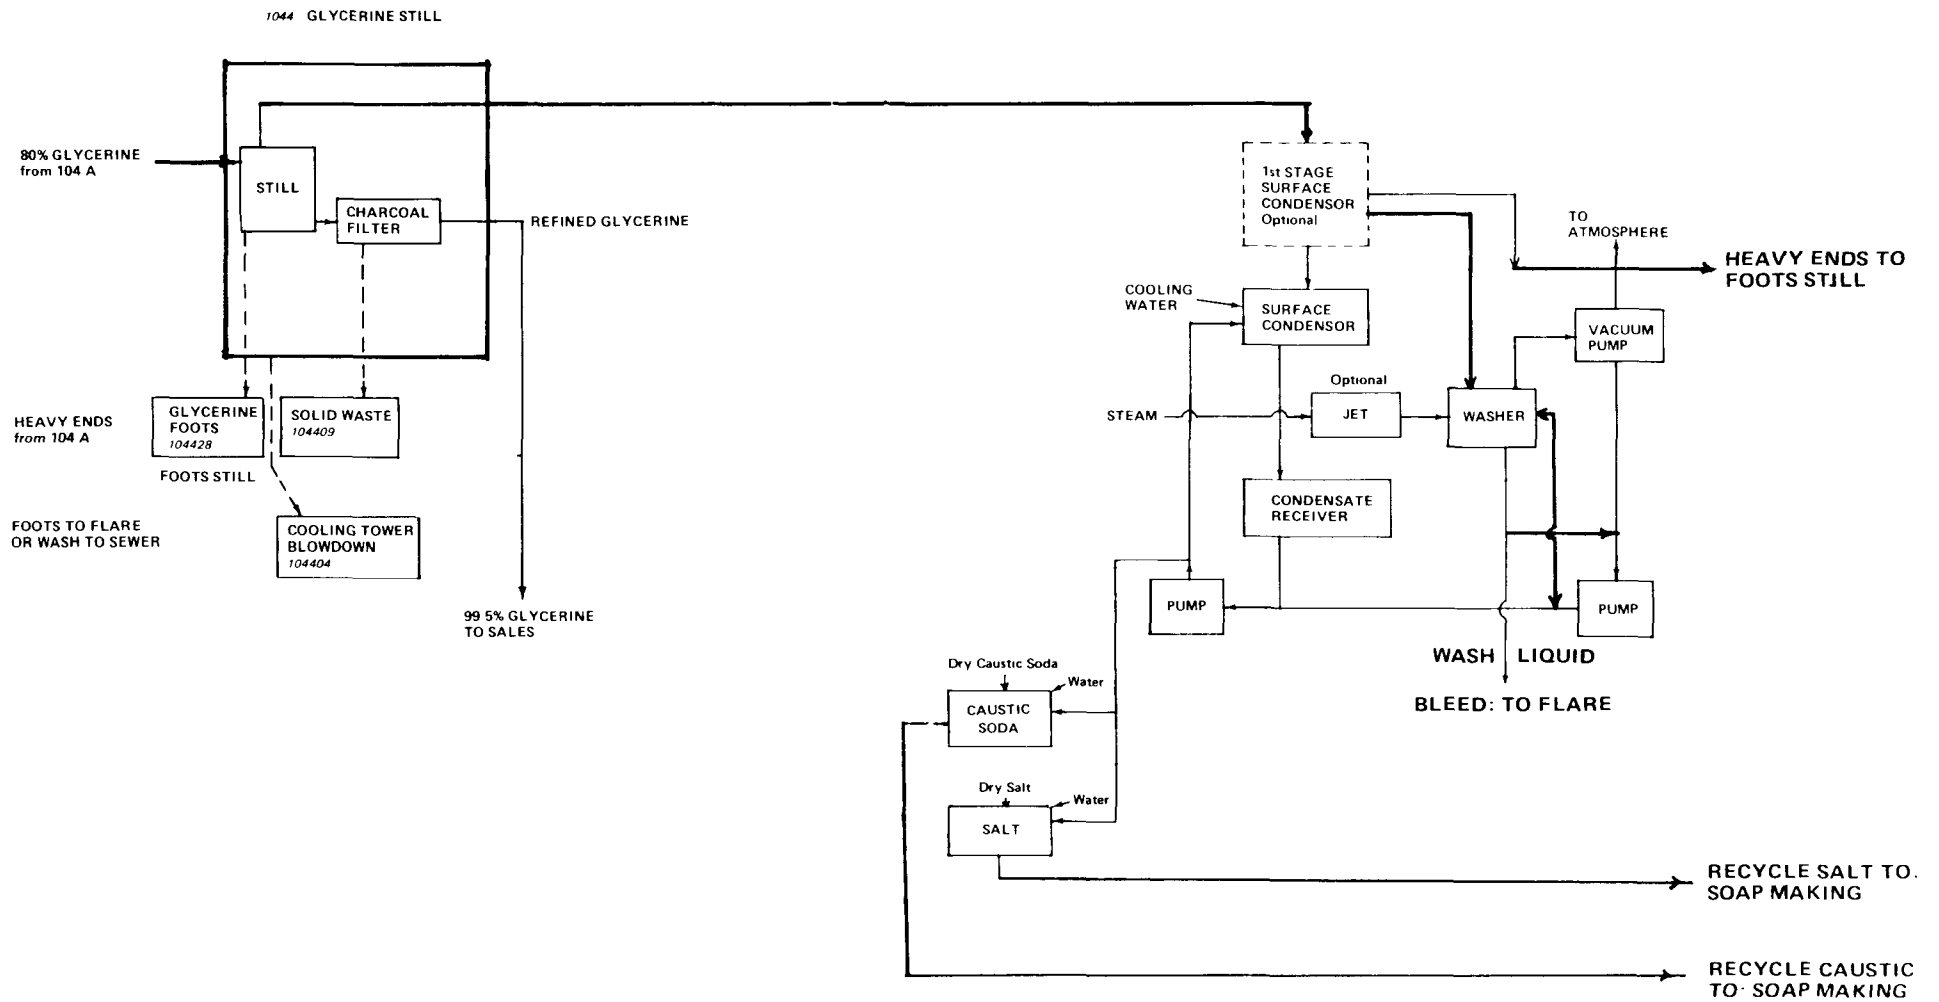 1044 GLYCERINE STILL
80% GLYCERINE
from 104 A
STILL
CHARCOAL
FILTER
REFINED GLYCERINE
HEAVY ENDS
from 104 A
GLYCERINE
FOOTS
104428
SOLID WASTE
104409
FOOTS STILL
FOOTS TO FLARE
OR WASH TO SEWER
COOLING TOWER
BLOWDOWN
104404
99 5% GLYCERINE
TO SALES
1st STAGE
SURFACE
CONDENSOR
Optional
TO
ATMOSPHERE
HEAVY ENDS TO
FOOTS STILL
COOLING
WATER
SURFACE
CONDENSOR
VACUUM
PUMP
Optional
STEAM
JET
WASHER
CONDENSATE
RECEIVER
PUMP
PUMP
WASH LIQUID
BLEED: TO FLARE
Dry Caustic Soda
Water
CAUSTIC
SODA
Dry Salt
Water
SALT
RECYCLE SALT TO.
SOAP MAKING
RECYCLE CAUSTIC
TO· SOAP MAKING